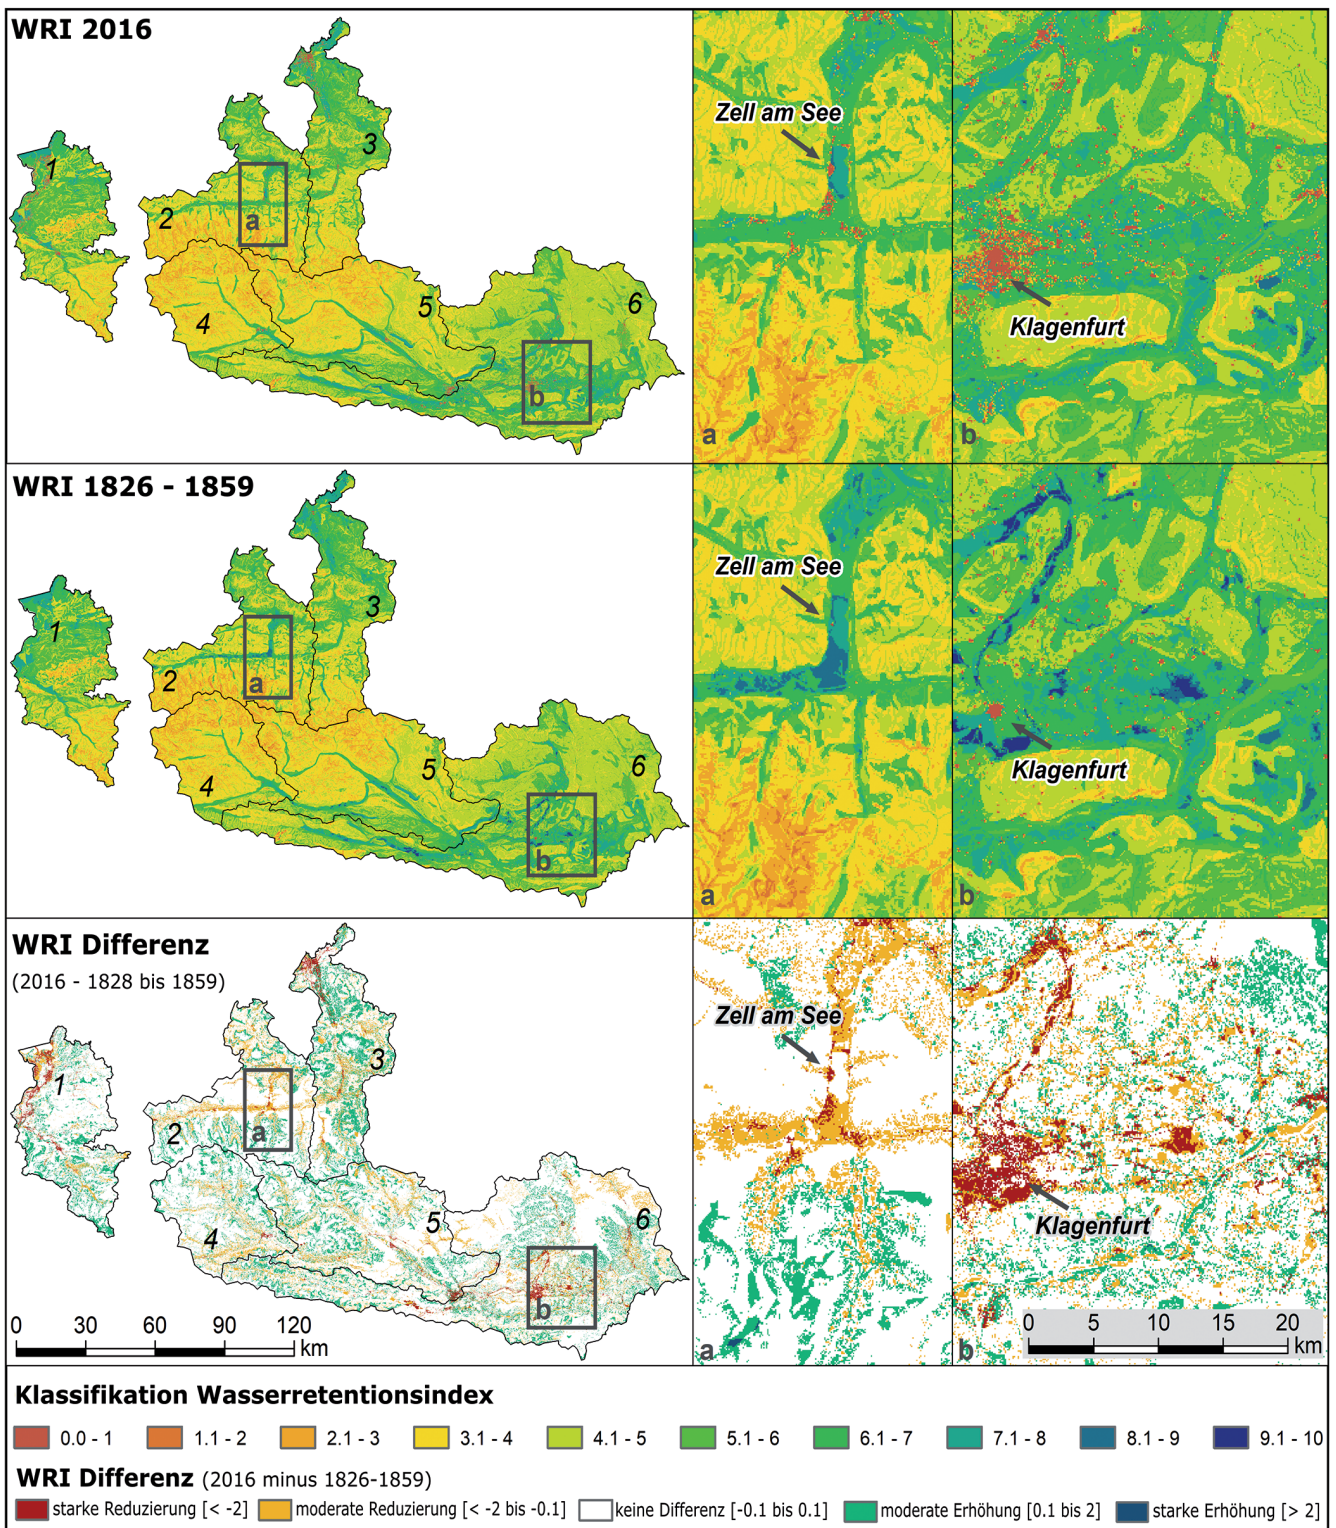 WRI 2016
1
2
3
4
5
6
a
b
Zell am See
a
Klagenfurt
b
WRI 1826 - 1859
1
2
3
4
5
6
a
b
Zell am See
a
Klagenfurt
b
WRI Differenz
(2016 - 1828 bis 1859)
1
2
3
4
5
6
a
b
0 30 60 90 120 km
Zell am See
a
Klagenfurt
b
0 5 10 15 20 km
Klassifikation Wasserretentionsindex
0.0 - 1 1.1 - 2 2.1 - 3 3.1 - 4 4.1 - 5 5.1 - 6 6.1 - 7 7.1 - 8 8.1 - 9 9.1 - 10
WRI Differenz (2016 minus 1826-1859)
starke Reduzierung [< -2] moderate Reduzierung [< -2 bis -0.1] keine Differenz [-0.1 bis 0.1] moderate Erhöhung [0.1 bis 2] starke Erhöhung [> 2]